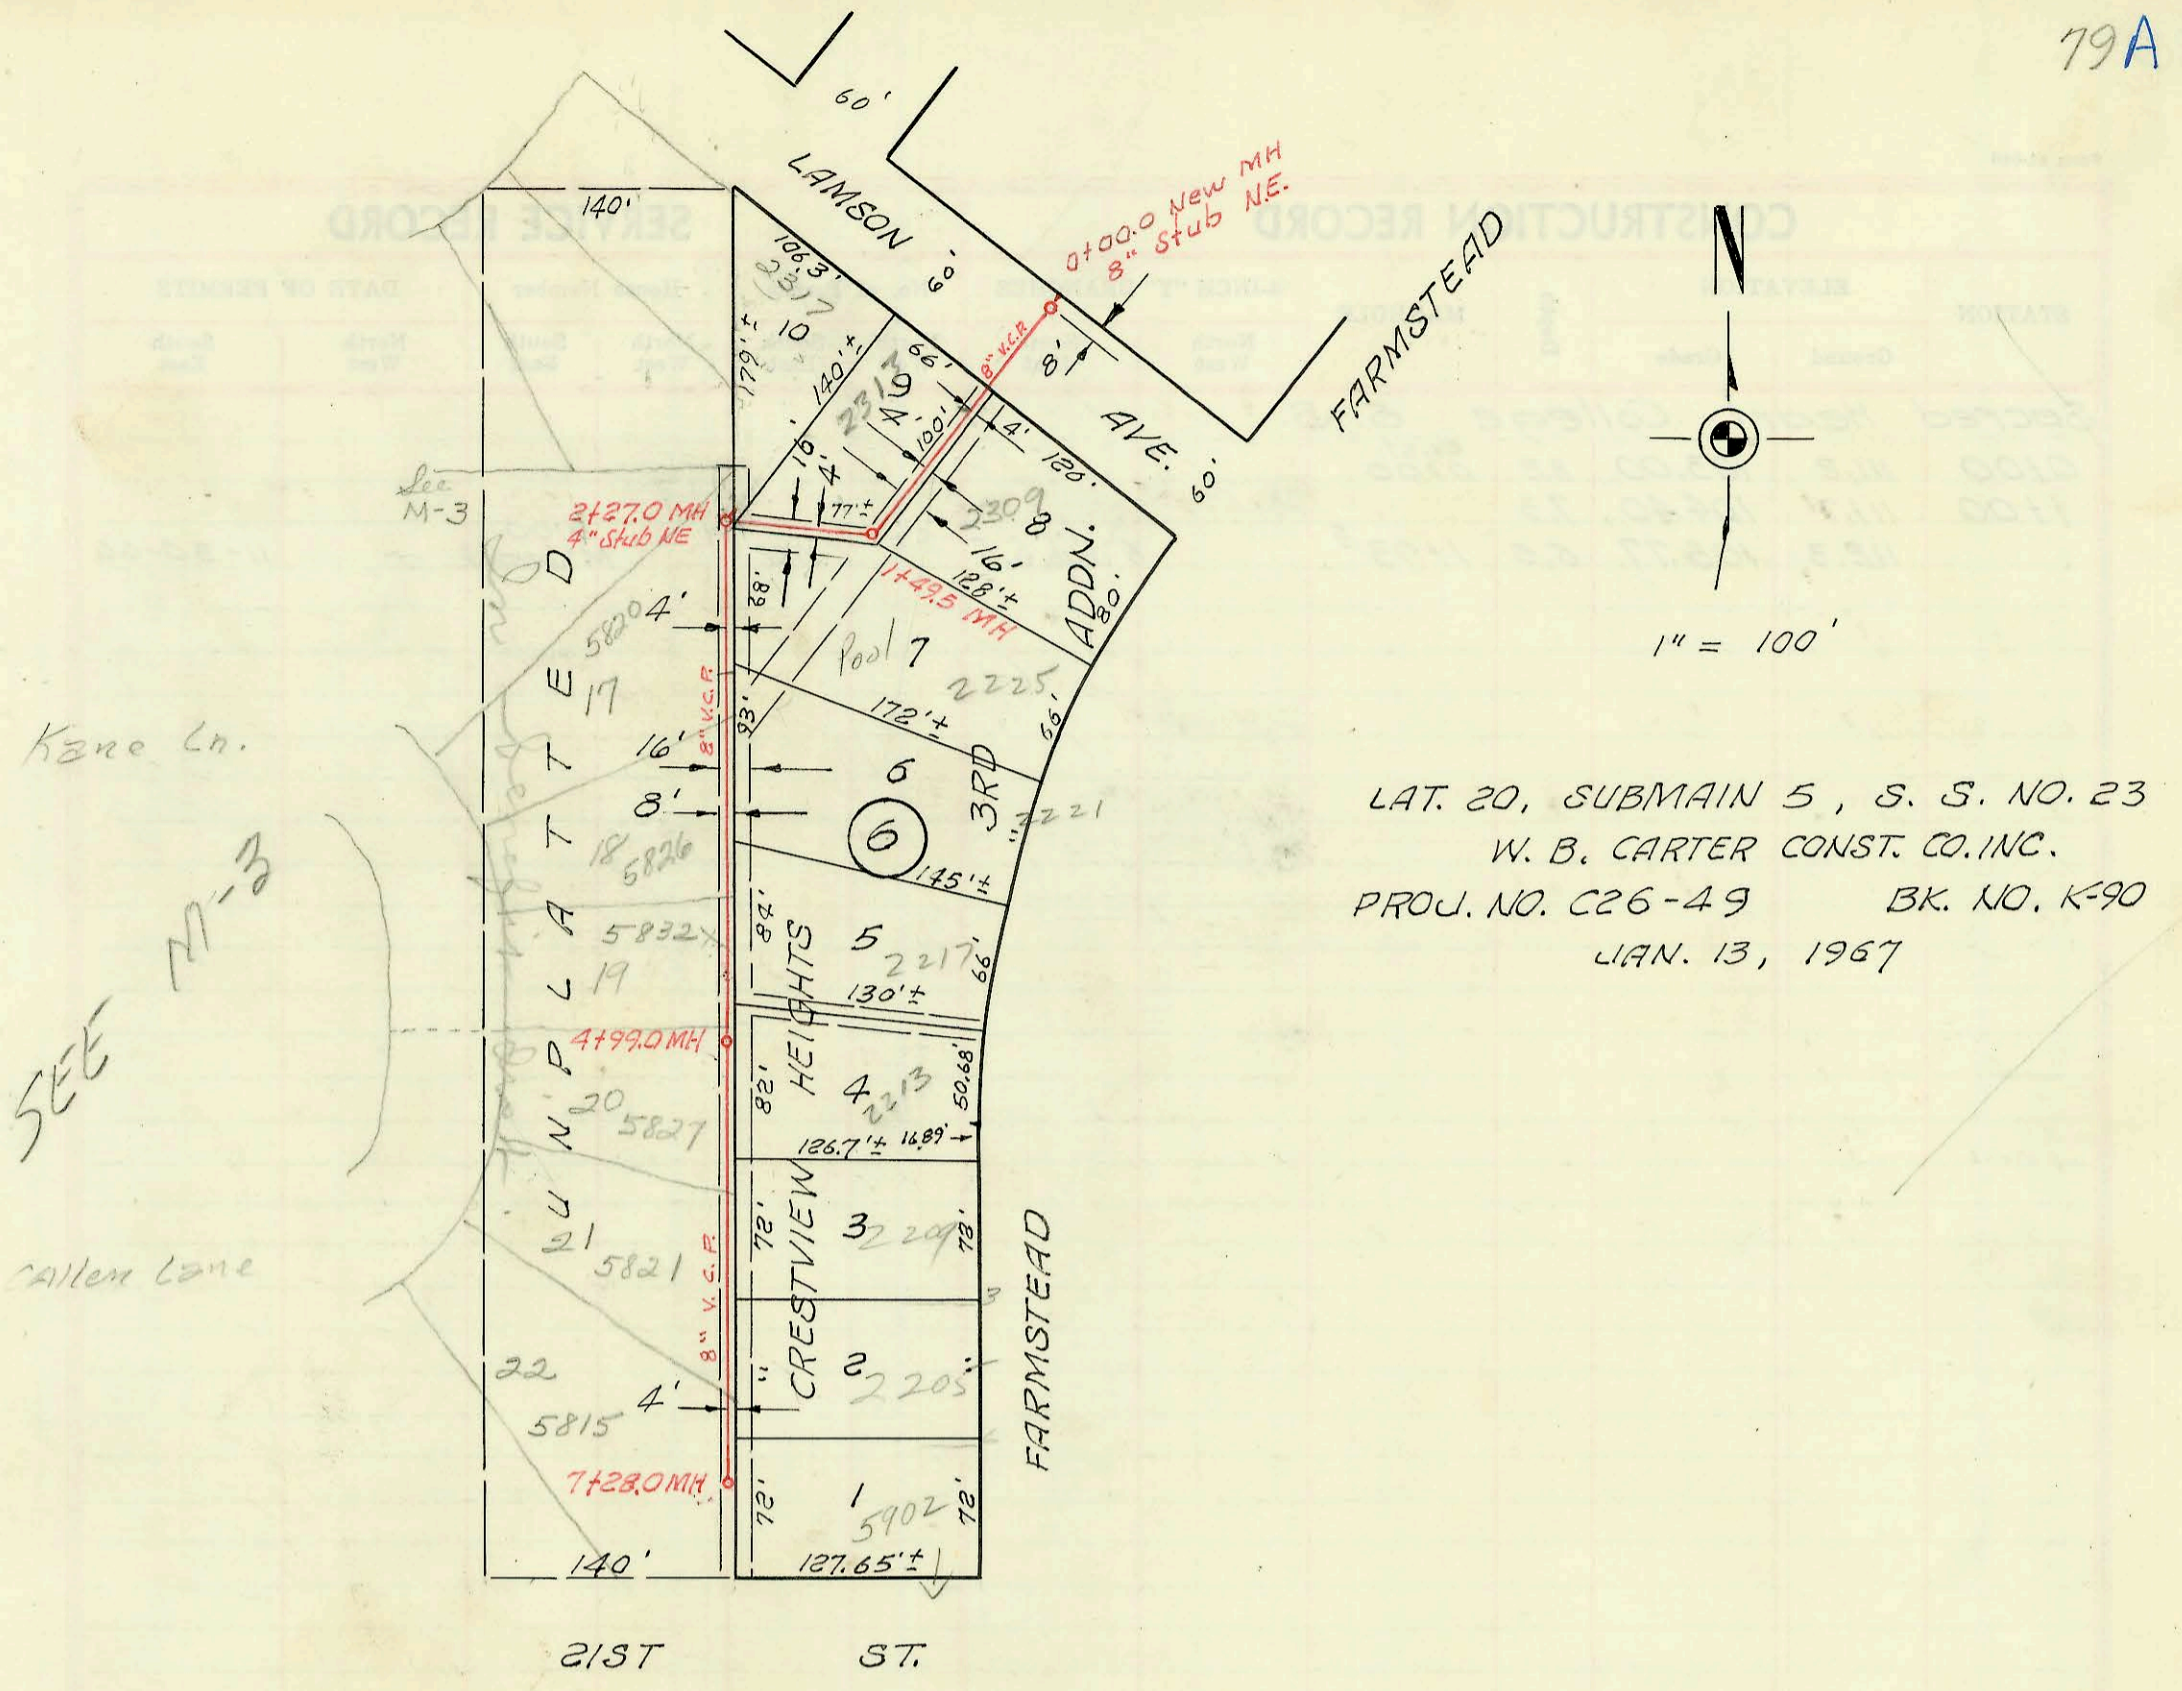 79A
60'
LAMSON
60'
0+00.0 New MH
8" Stub N.E.
140'
106.3'
2317
10
179'±
140'±
66'
9
2313
4'
100'
8" V.C.P.
8'
FARMSTEAD
N
4'
126.'
AVE.
60'
16'
4'
77'±
See
M-3
2+27.0 MH
4" Stub NE
2309
8
16'
128'±
1+49.5 MH
ADDN.
80'
1" = 100'
68'
5820
4'
17
Pool 7
2225
172'±
66'
93'
8" V.C.P.
Kane Ln.
16'
8'
6
6
3RD
"
2221
145'±
LAT. 20, SUBMAIN 5, S. S. NO. 23
W. B. CARTER CONST. CO. INC.
PROJ. NO. C26-49 BK. NO. K-90
JAN. 13, 1967
18
5826
SEE M-3
84'
5
2217
66'
130'±
5832
19
4+99.0 MH
UNPLATTED
82'
HEIGHTS
4
2213
50.68'
126.7'± 16.89'
20
5827
72'
3
2209
72'
21
5821
8" V. C. P.
3
Callen Lane
CRESTVIEW
FARMSTEAD
"
2
2205
"
22
5815
4'
7+28.0 MH
72'
1
5902
72'
140'
127.65'±
21ST ST.